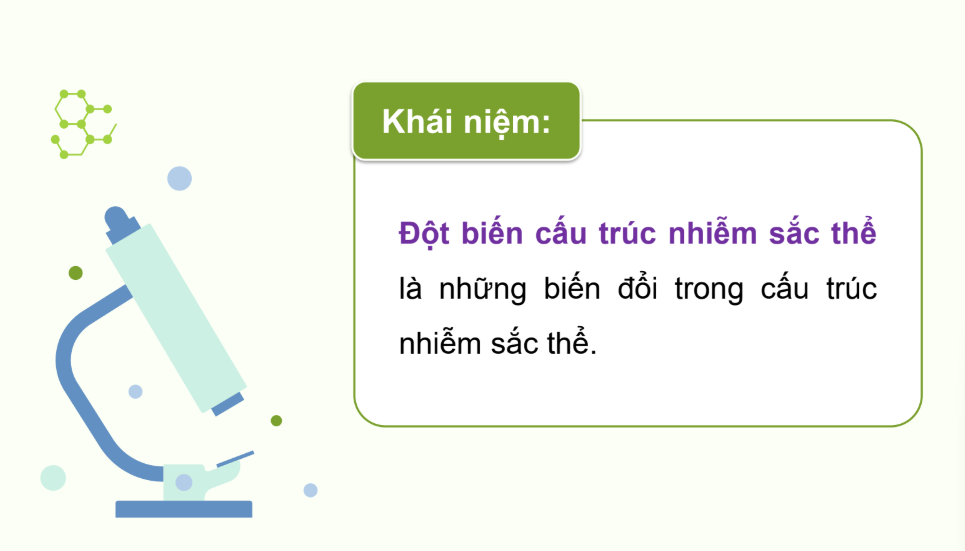 Khái niệm:
Đột biến cấu trúc nhiễm sắc thể
là những biến đổi trong cấu trúc
nhiễm sắc thể.